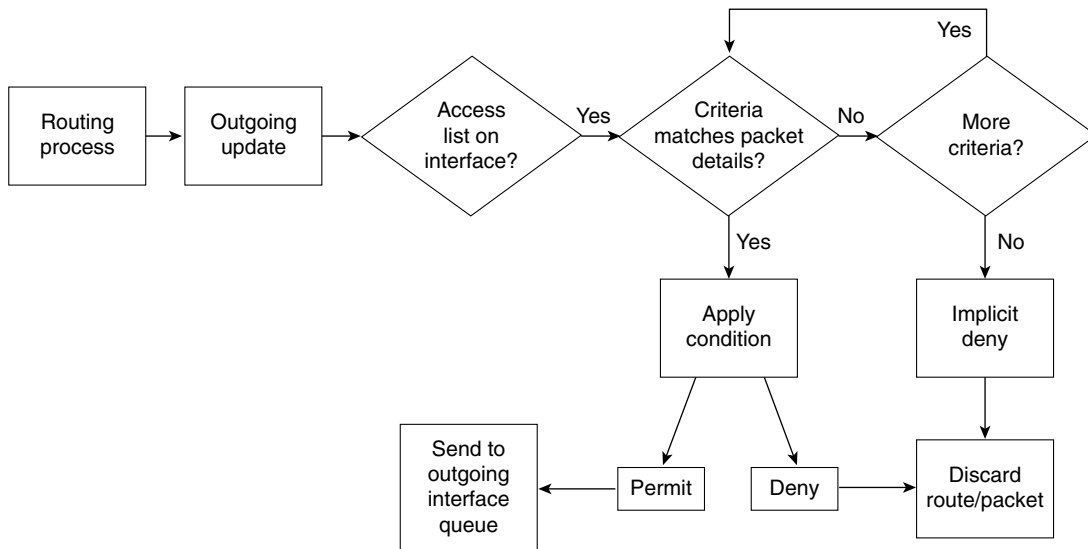 Yes
Routing
process
Outgoing
update
Access
list on
interface?
Yes
Criteria
matches packet
details?
No
More
criteria?
Yes
No
Apply
condition
Implicit
deny
Send to
outgoing
interface
queue
Permit
Deny
Discard
route/packet